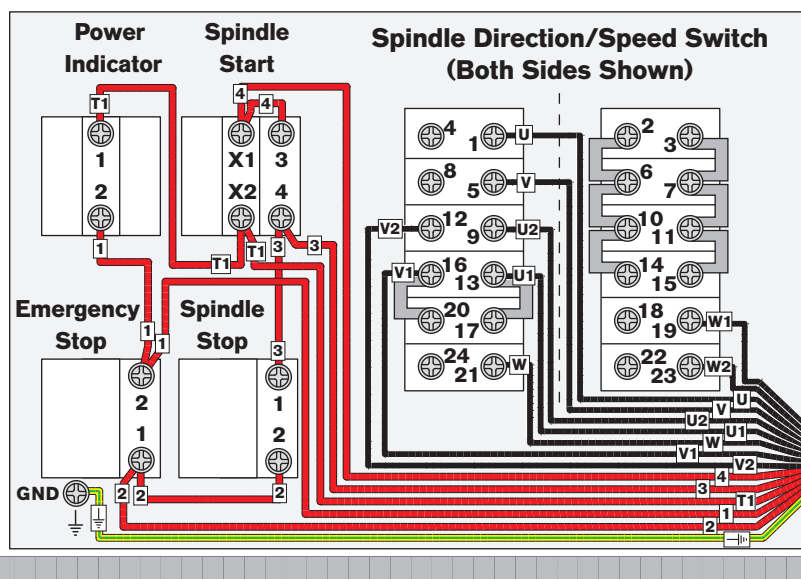 Power
Indicator
Spindle
Start
Spindle Direction/Speed Switch
(Both Sides Shown)
T1
4
4
1
2
X1
3
X2
4
1
T1
T1
3
3
4
1
U
8
5
V
V2
12
9
U2
V1
16
13
U1
20
17
24
21
W
2
3
6
7
10
11
14
15
18
19
W1
22
23
W2
Emergency
Stop
Spindle
Stop
1
1
3
2
1
1
2
GND
2
2
2
U
V
U2
U1
W
V1
V2
4
3
T1
1
2